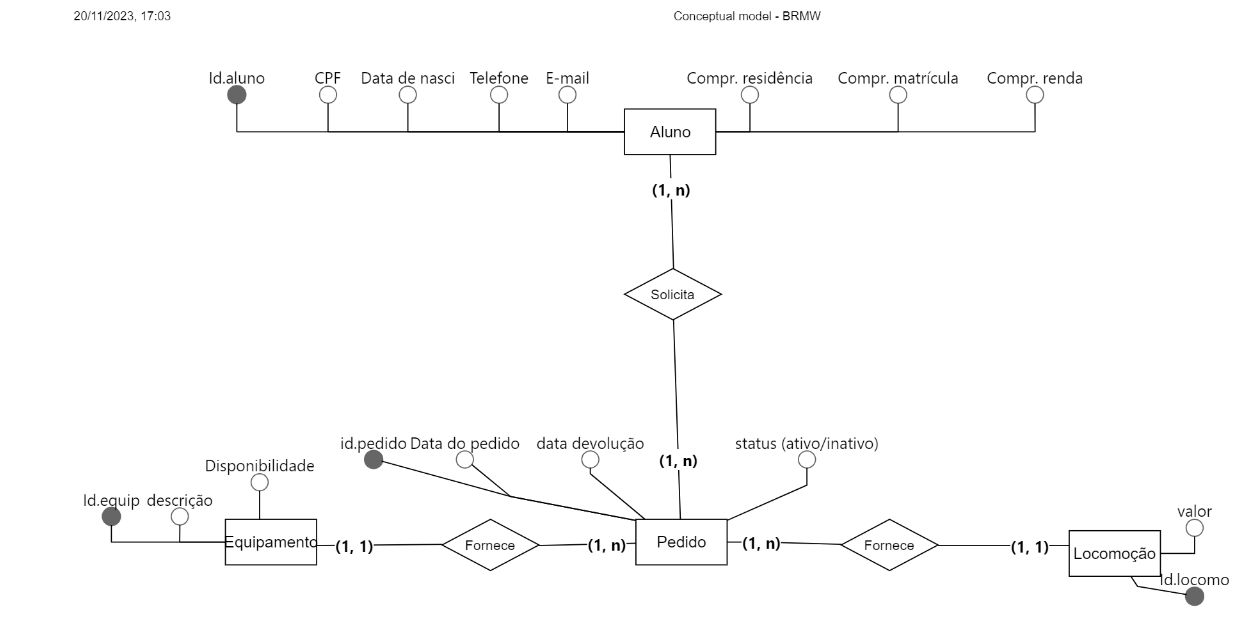 20/11/2023, 17:03 Conceptual model - BRMW
Id.aluno CPF Data de nasci Telefone E-mail Compr. residência Compr. matrícula Compr. renda
Aluno
(1, n)
Solicita
id.pedido Data do pedido data devolução status (ativo/inativo)
(1, n)
Disponibilidade
Id.equip descrição
valor
Equipamento (1, 1) Fornece (1, n) Pedido (1, n) Fornece (1, 1) Locomoção
Id.locomo